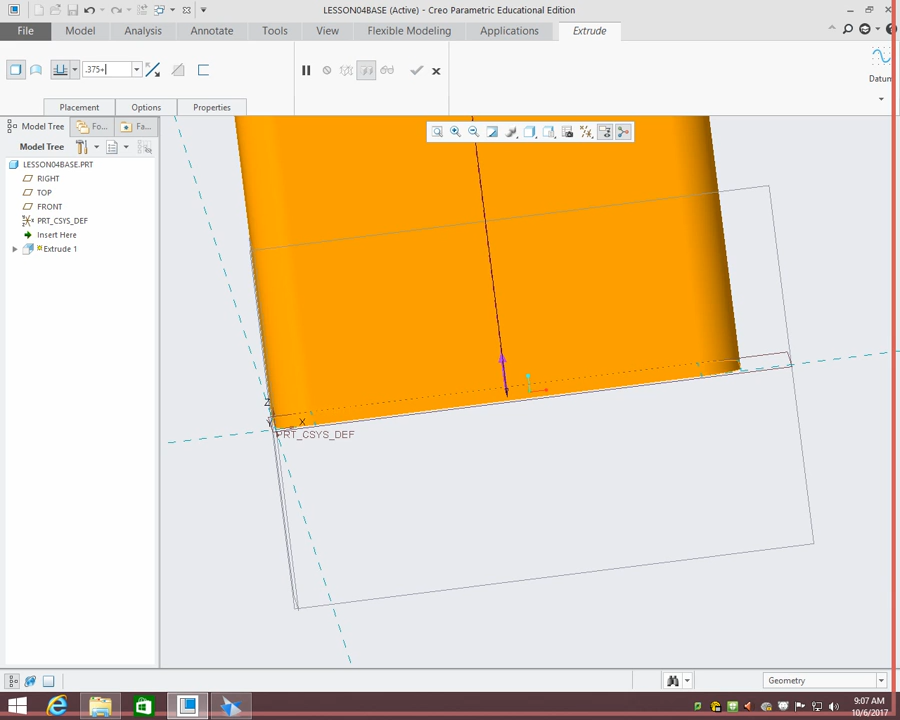 LESSON04BASE (Active) - Creo Parametric Educational Edition
File Model Analysis Annotate Tools View Flexible Modeling Applications Extrude
.375+
Datum
Placement Options Properties
Model Tree Fo... Fa...
Model Tree
LESSON04BASE.PRT
RIGHT
TOP
FRONT
PRT_CSYS_DEF
Insert Here
Extrude 1
Z
X
Y
PRT_CSYS_DEF
Geometry
9:07 AM
10/6/2017